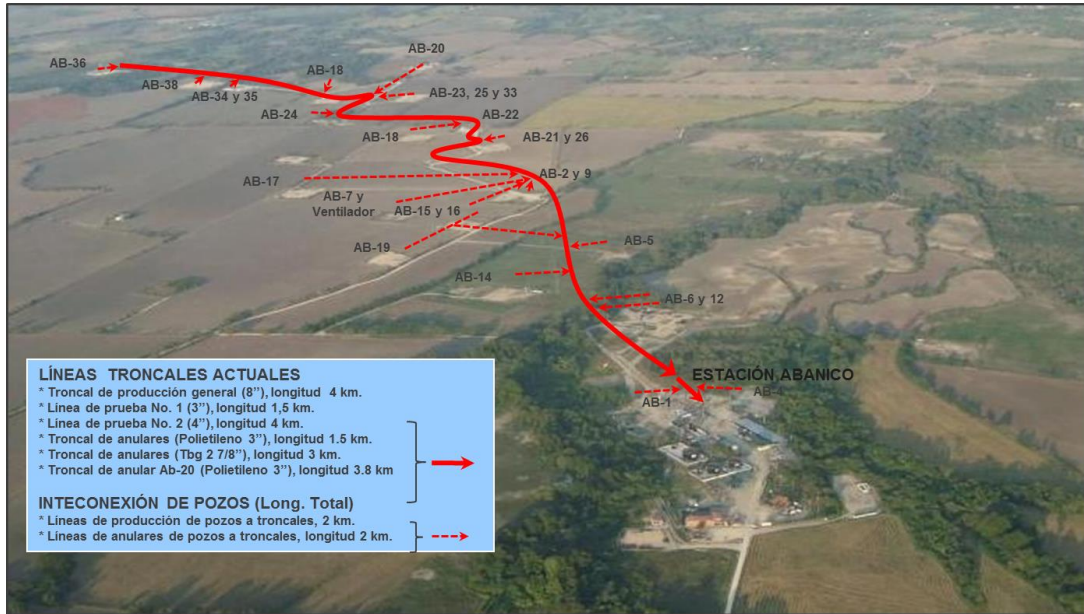 AB-20
AB-36
AB-18
AB-38
AB-34 y 35
AB-23, 25 y 33
AB-24
AB-22
AB-18
AB-21 y 26
AB-17
AB-2 y 9
AB-7 y
Ventilador
AB-15 y 16
AB-19
AB-5
AB-14
AB-6 y 12
ESTACIÓN ABANICO
AB-1
LÍNEAS TRONCALES ACTUALES
* Troncal de producción general (8”), longitud 4 km.
* Línea de prueba No. 1 (3”), longitud 1,5 km.
* Línea de prueba No. 2 (4”), longitud 4 km.
* Troncal de anulares (Polietileno 3”), longitud 1.5 km.
* Troncal de anulares (Tbg 2 7/8”), longitud 3 km.
* Troncal de anular Ab-20 (Polietileno 3”), longitud 3.8 km
INTECONEXIÓN DE POZOS (Long. Total)
* Líneas de producción de pozos a troncales, 2 km.
* Líneas de anulares de pozos a troncales, longitud 2 km.